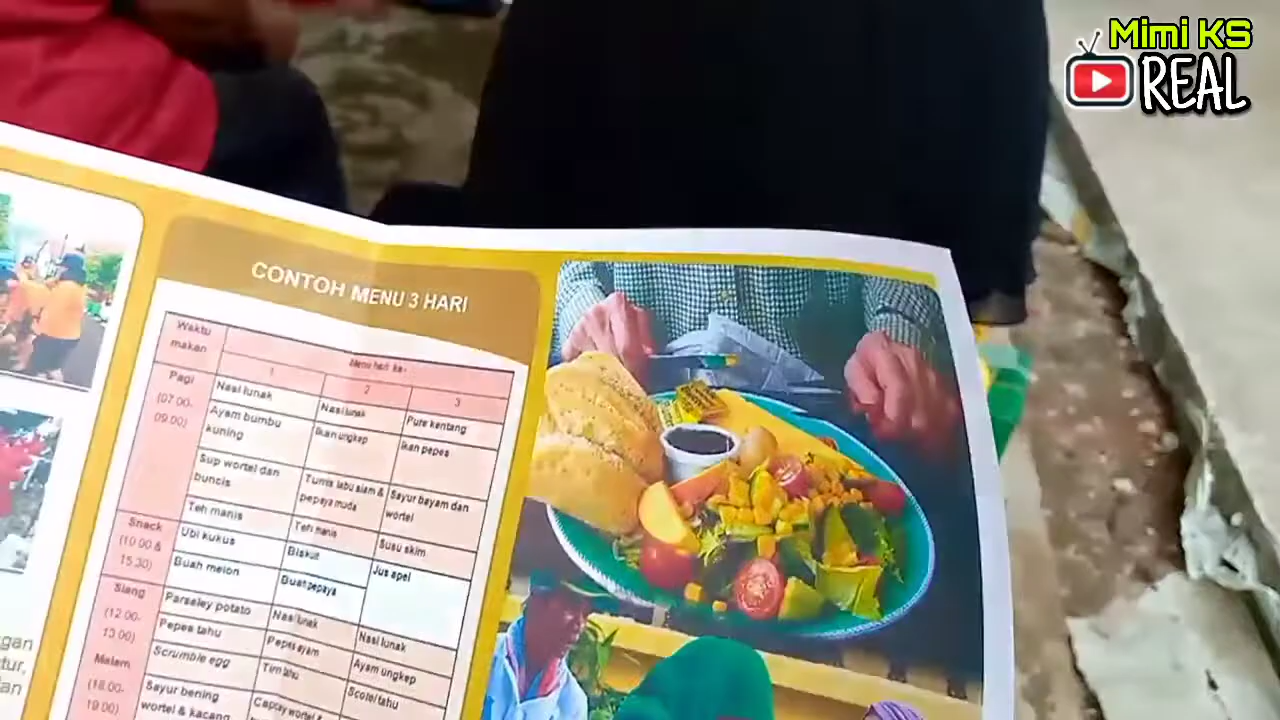 Mimi KS
REAL
CONTOH MENU 3 HARI
Waktu makan
Menu hari ke-
1 2 3
Pagi
(07.00-
09.00)
Nasi lunak
Nasi lunak
Pure kentang
Ayam bumbu kuning
Ikan ungkep
Ikan pepes
Sup wortel dan buncis
Tumis labu siam & pepaya muda
Sayur bayam dan wortel
Teh manis
Teh manis
Susu skim
Snack
(10.00 &
15.30)
Ubi kukus
Biskuit
Jus apel
Buah melon
Buah pepaya
Siang
(12.00-
13.00)
Parsaley potato
Nasi lunak
Nasi lunak
Pepes tahu
Pepes ayam
Ayam ungkep
Scrumble egg
Tim tahu
Malam
(18.00-
19.00)
Sayur bening
wortel & kacang
gan
tur,